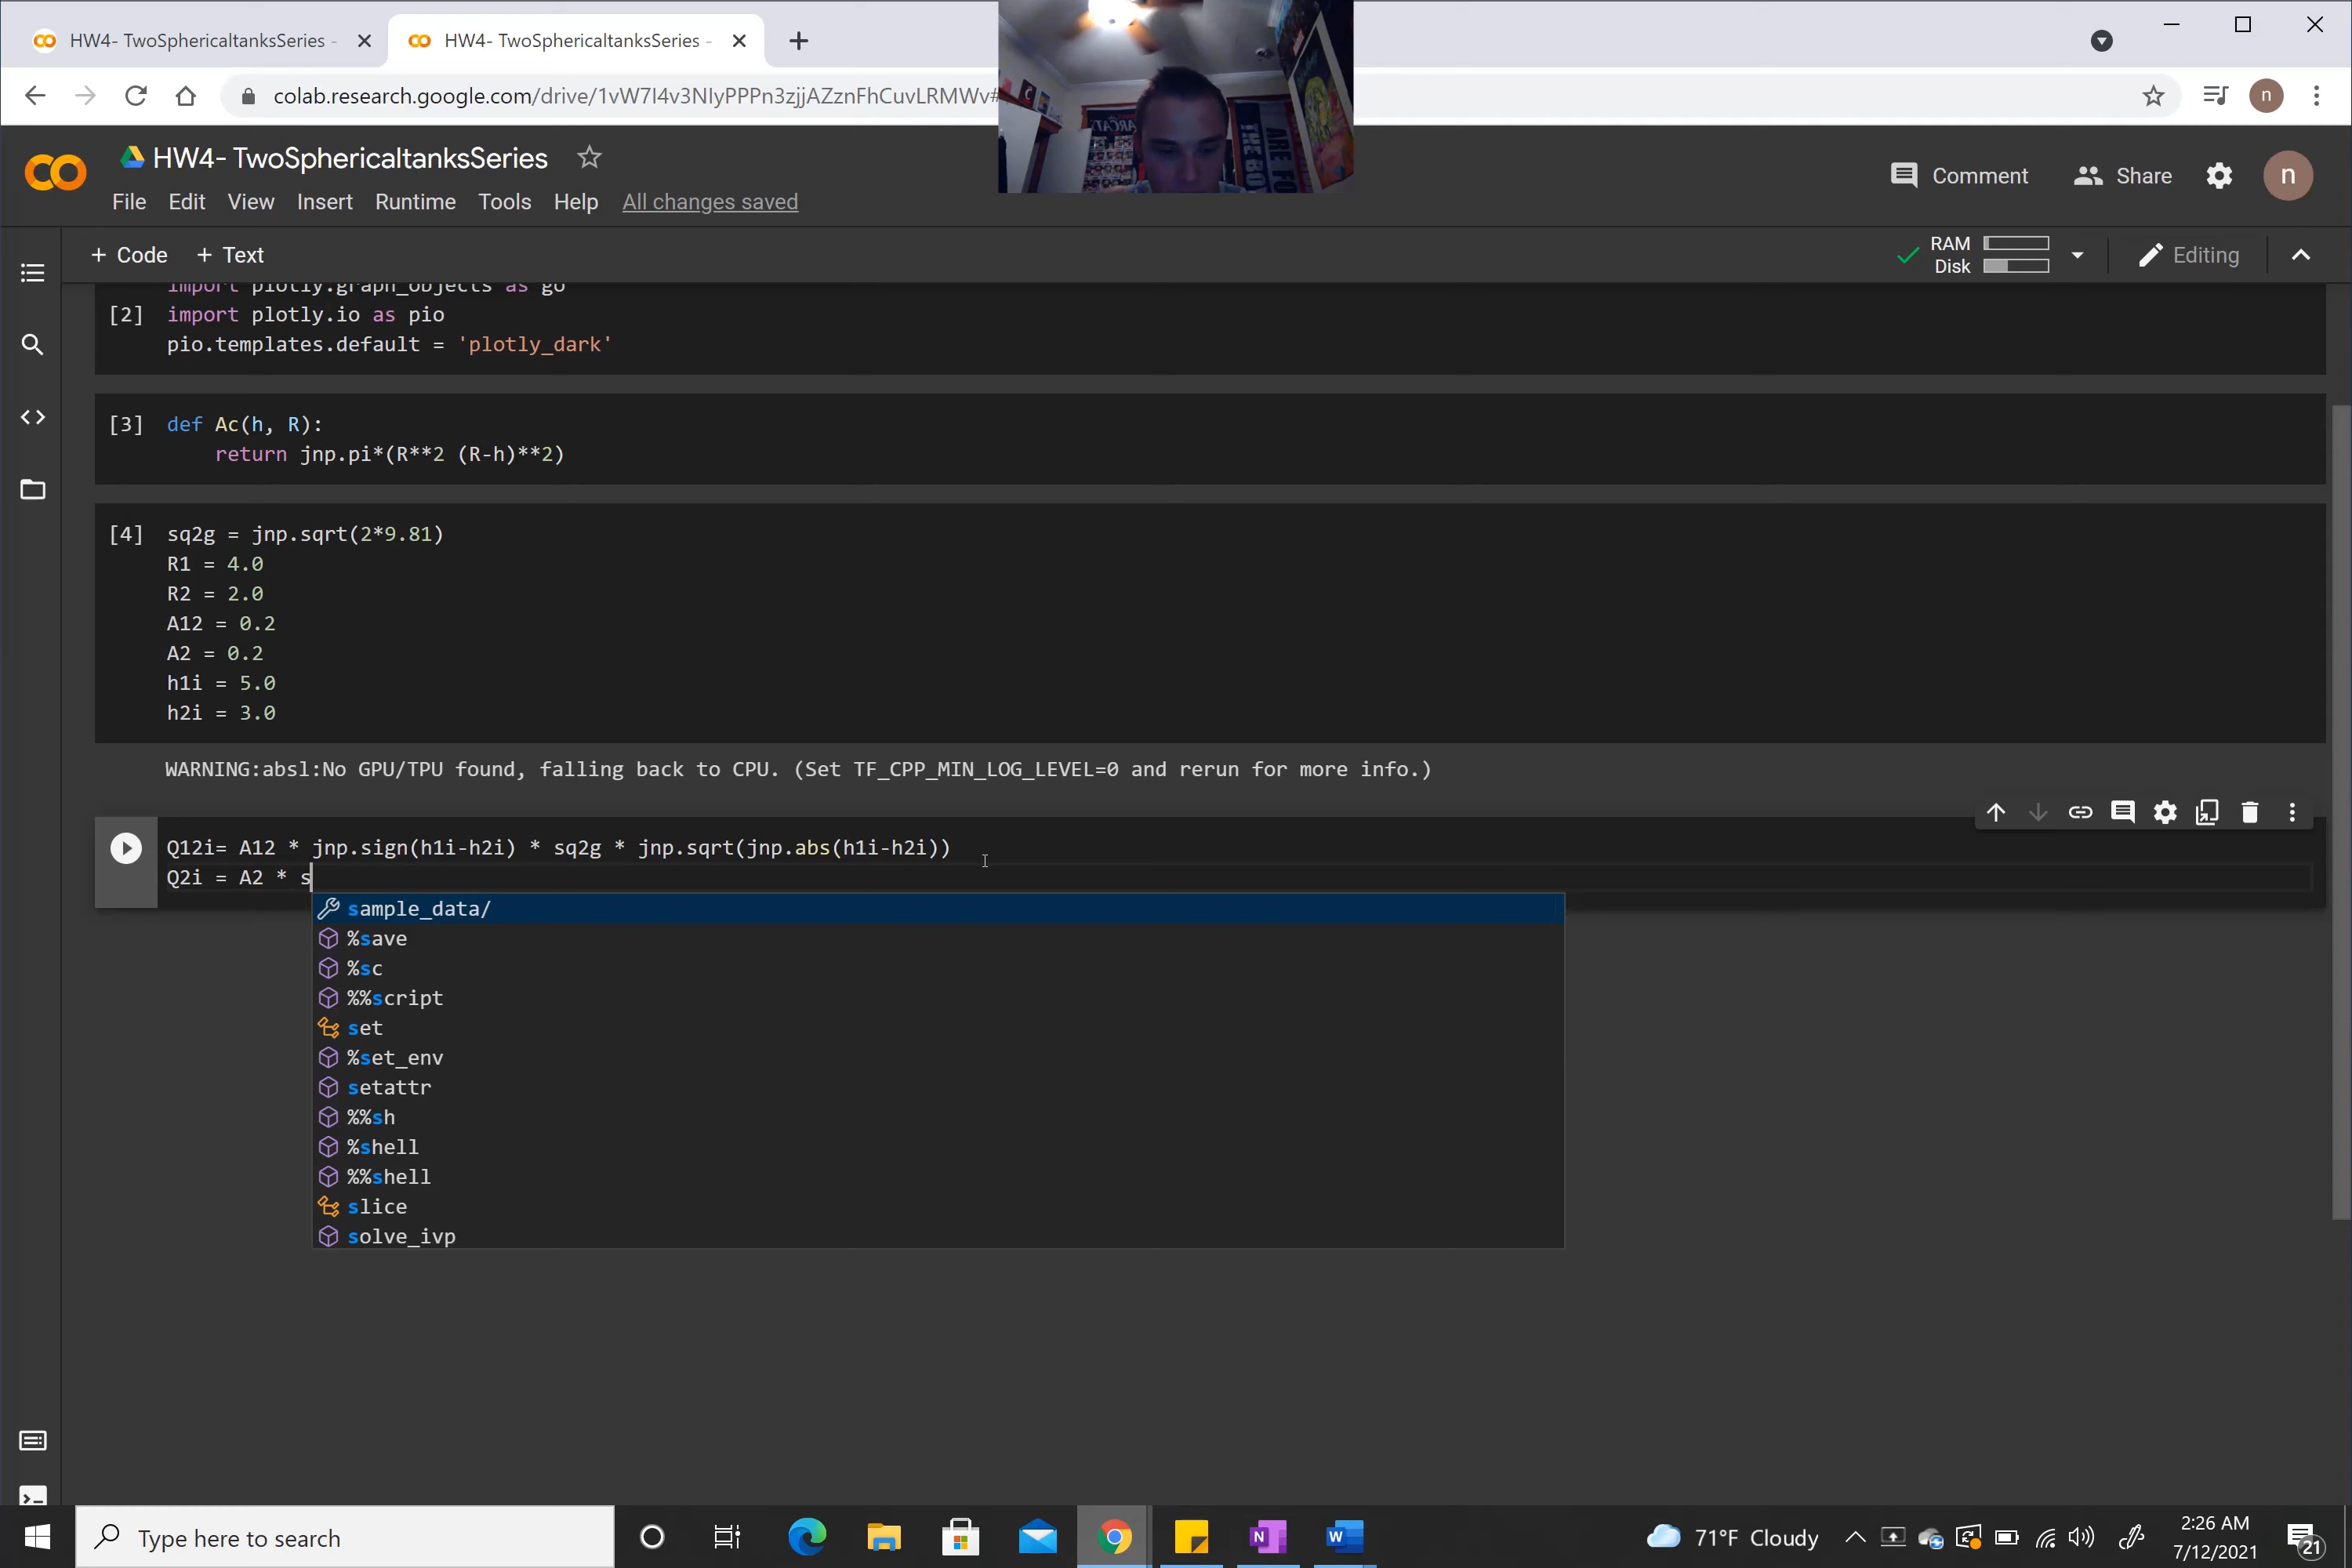 HW4- TwoSphericaltanksSeries -
HW4- TwoSphericaltanksSeries -
colab.research.google.com/drive/1vW7l4v3NIyPPPn3zjjAZznFhCuvLRMWv#
n
HW4- TwoSphericaltanksSeries
Comment
Share
n
File Edit View Insert Runtime Tools Help All changes saved
+ Code + Text
RAM
Disk
Editing
import plotly.graph_objects as go
[2] import plotly.io as pio
pio.templates.default = 'plotly_dark'
[3] def Ac(h, R):
return jnp.pi*(R**2 (R-h)**2)
[4] sq2g = jnp.sqrt(2*9.81)
R1 = 4.0
R2 = 2.0
A12 = 0.2
A2 = 0.2
h1i = 5.0
h2i = 3.0
WARNING:absl:No GPU/TPU found, falling back to CPU. (Set TF_CPP_MIN_LOG_LEVEL=0 and rerun for more info.)
Q12i= A12 * jnp.sign(h1i-h2i) * sq2g * jnp.sqrt(jnp.abs(h1i-h2i))
Q2i = A2 * s
sample_data/
%save
%sc
%%script
set
%set_env
setattr
%%sh
%shell
%%shell
slice
solve_ivp
Type here to search
71°F Cloudy
2:26 AM
7/12/2021
21